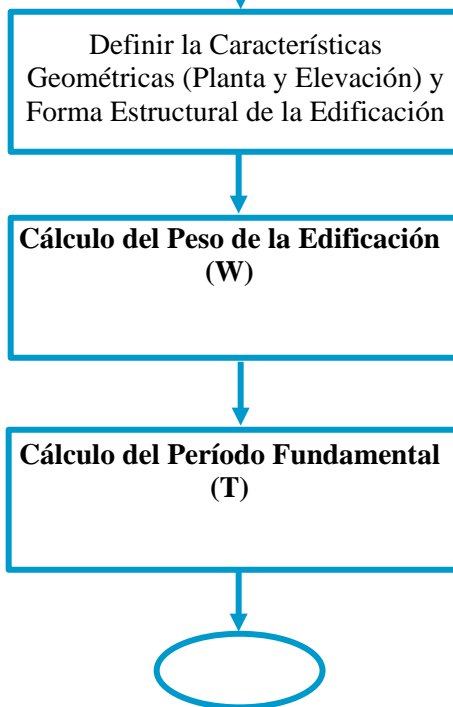 Definir la Características
Geométricas (Planta y Elevación) y
Forma Estructural de la Edificación
Cálculo del Peso de la Edificación
(W)
Cálculo del Período Fundamental
(T)